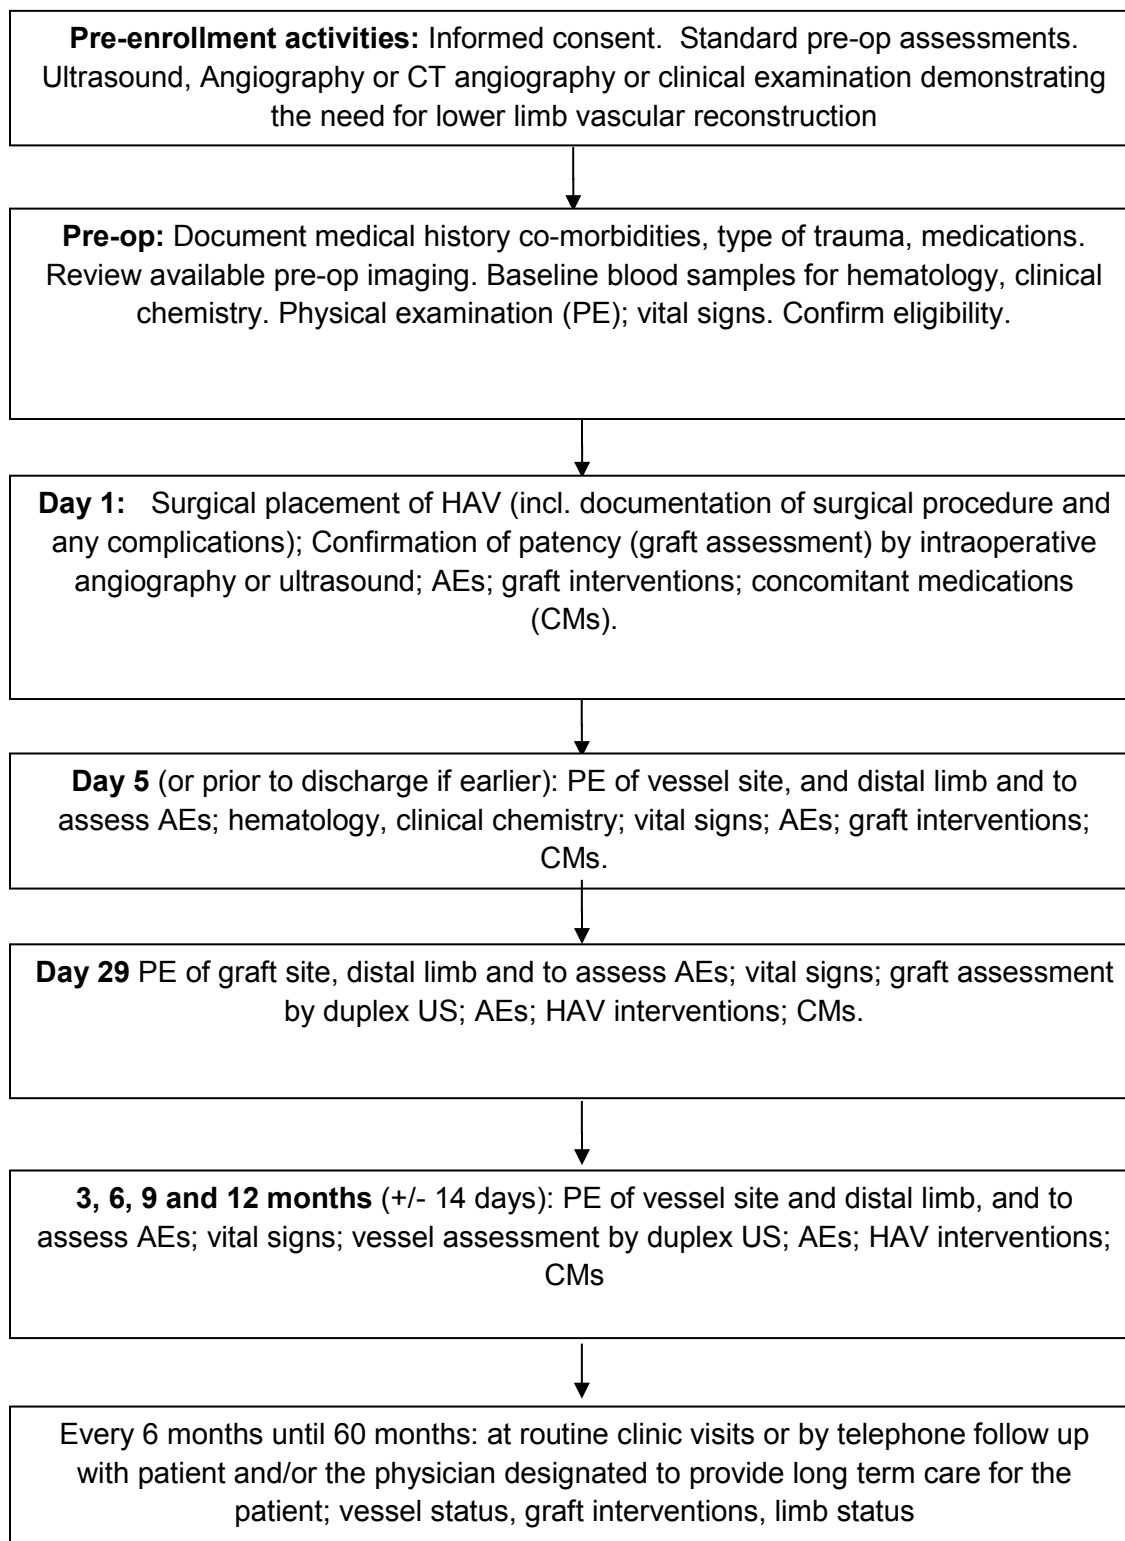 Pre-enrollment activities: Informed consent.  Standard pre-op assessments.
Ultrasound, Angiography or CT angiography or clinical examination demonstrating
the need for lower limb vascular reconstruction
Pre-op: Document medical history co-morbidities, type of trauma, medications.
Review available pre-op imaging. Baseline blood samples for hematology, clinical
chemistry. Physical examination (PE); vital signs. Confirm eligibility.
Day 1:   Surgical placement of HAV (incl. documentation of surgical procedure and
any complications); Confirmation of patency (graft assessment) by intraoperative
angiography or ultrasound; AEs; graft interventions; concomitant medications
(CMs).
Day 5 (or prior to discharge if earlier): PE of vessel site, and distal limb and to
assess AEs; hematology, clinical chemistry; vital signs; AEs; graft interventions;
CMs.
Day 29 PE of graft site, distal limb and to assess AEs; vital signs; graft assessment
by duplex US; AEs; HAV interventions; CMs.
3, 6, 9 and 12 months (+/- 14 days): PE of vessel site and distal limb, and to
assess AEs; vital signs; vessel assessment by duplex US; AEs; HAV interventions;
CMs
Every 6 months until 60 months: at routine clinic visits or by telephone follow up
with patient and/or the physician designated to provide long term care for the
patient; vessel status, graft interventions, limb status